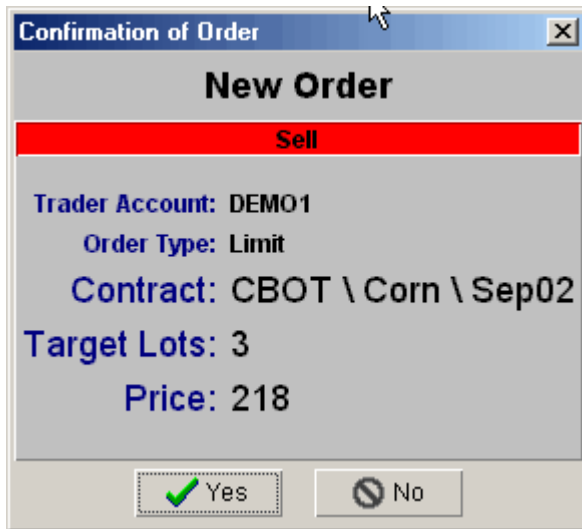 Confirmation of Order
New Order
Sell
Trader Account: DEMO1
Order Type: Limit
Contract: CBOT \ Corn \ Sep02
Target Lots: 3
Price: 218
Yes No